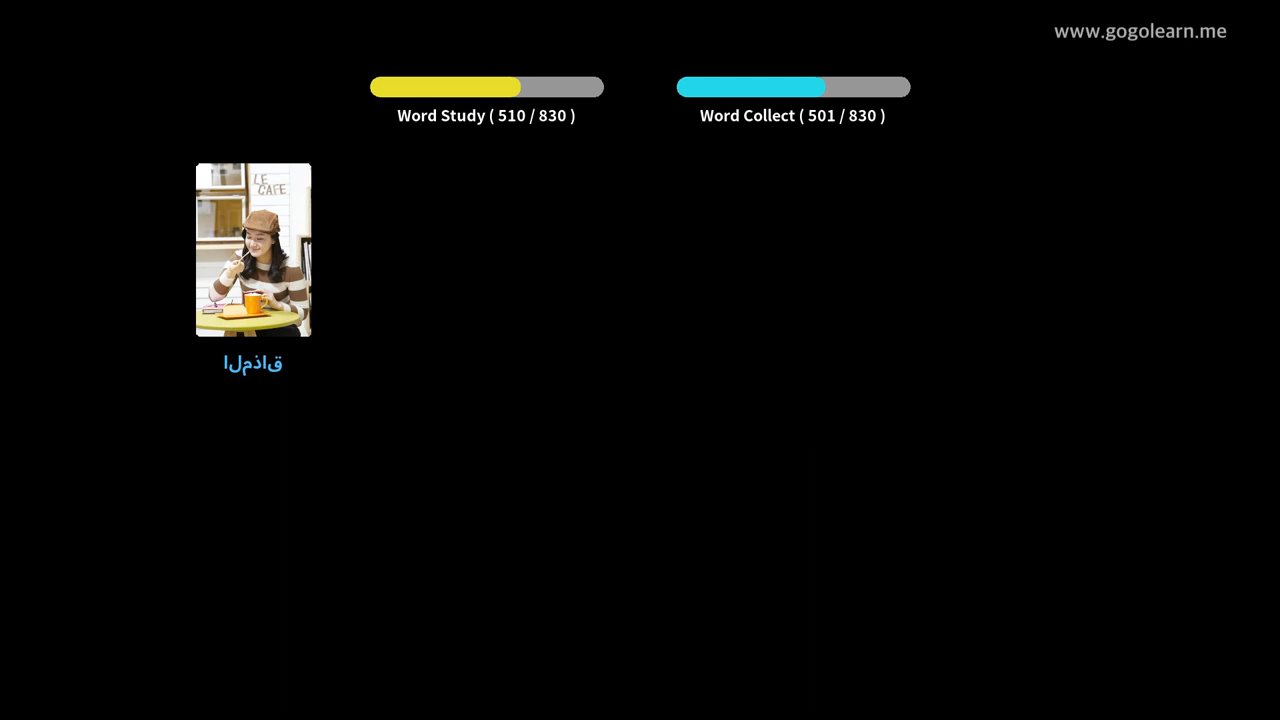 www.gogolearn.me
Word Study ( 510 / 830 )
Word Collect ( 501 / 830 )
LE
CAFE
المذاق